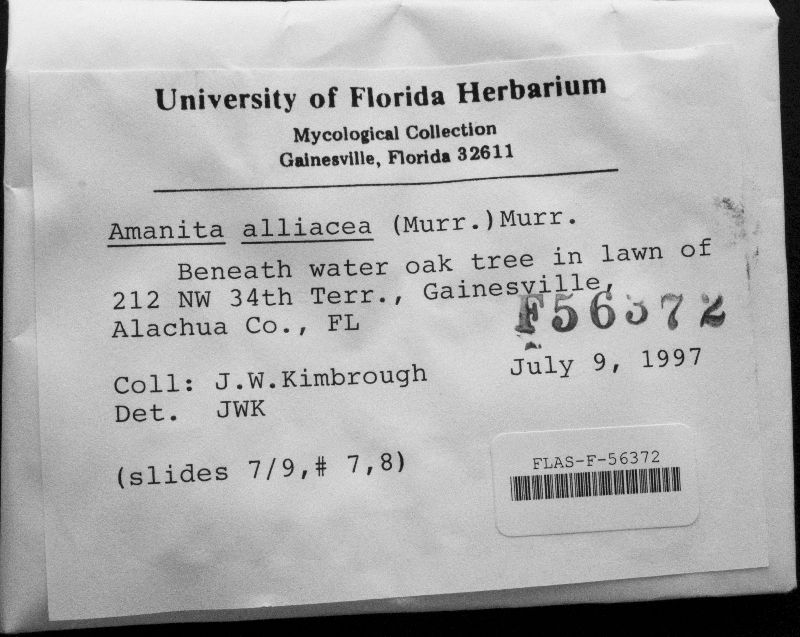 University of Florida Herbarium
Mycological Collection
Gainesville, Florida 32611
Amanita alliacea (Murr.)Murr.
Beneath water oak tree in lawn of
212 NW 34th Terr., Gainesville,
Alachua Co., FL
F56372
July 9, 1997
Coll: J.W.Kimbrough
Det. JWK
(slides 7/9,# 7,8)
FLAS-F-56372